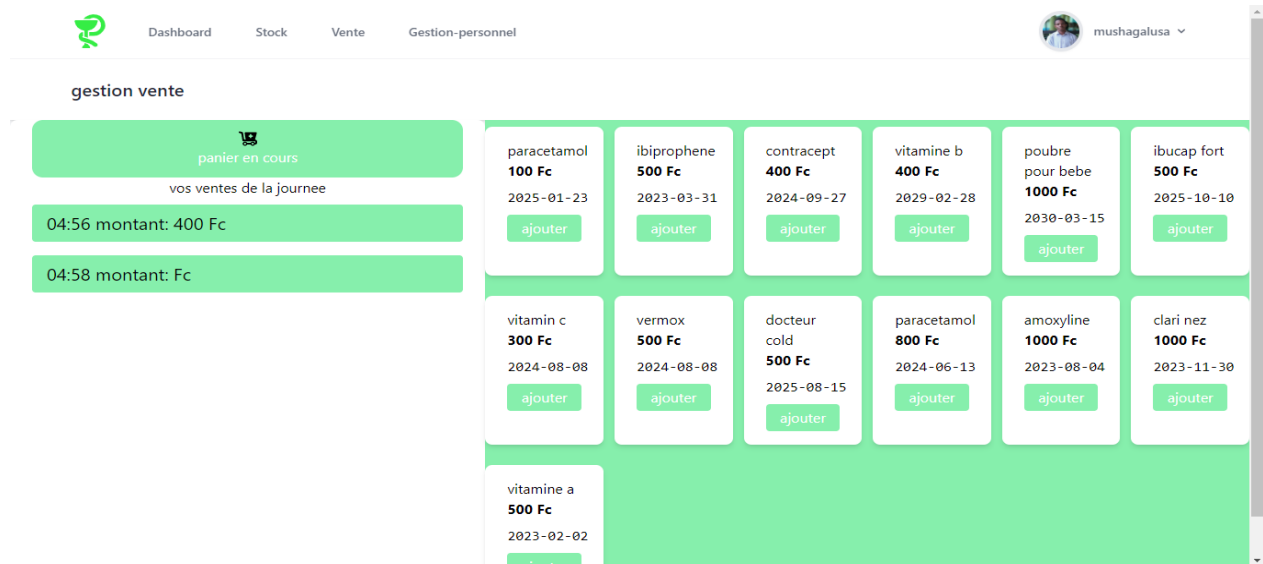 Dashboard Stock Vente Gestion-personnel mushagalusa
gestion vente
panier en cours
vos ventes de la journee
04:56 montant: 400 Fc
04:58 montant: Fc
paracetamol
100 Fc
2025-01-23
ajouter
ibiprophene
500 Fc
2023-03-31
ajouter
contracept
400 Fc
2024-09-27
ajouter
vitamine b
400 Fc
2029-02-28
ajouter
poubre
pour bebe
1000 Fc
2030-03-15
ajouter
ibucap fort
500 Fc
2025-10-10
ajouter
vitamin c
300 Fc
2024-08-08
ajouter
vermox
500 Fc
2024-08-08
ajouter
docteur
cold
500 Fc
2025-08-15
ajouter
paracetamol
800 Fc
2024-06-13
ajouter
amoxyline
1000 Fc
2023-08-04
ajouter
clari nez
1000 Fc
2023-11-30
ajouter
vitamine a
500 Fc
2023-02-02